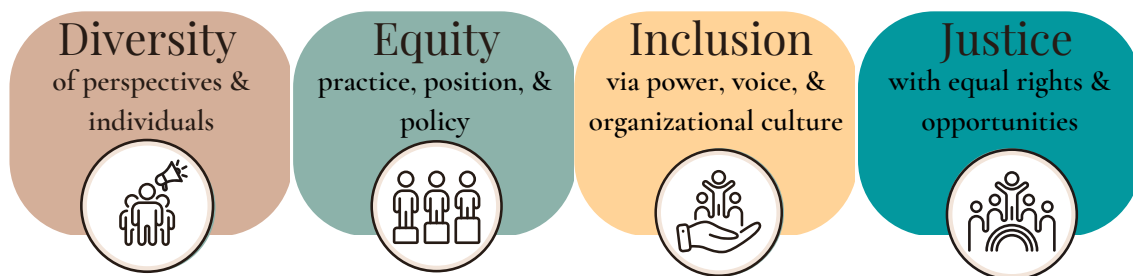 Diversity
of perspectives &
individuals
Equity
practice, position, &
policy
Inclusion
via power, voice, &
organizational culture
Justice
with equal rights &
opportunities